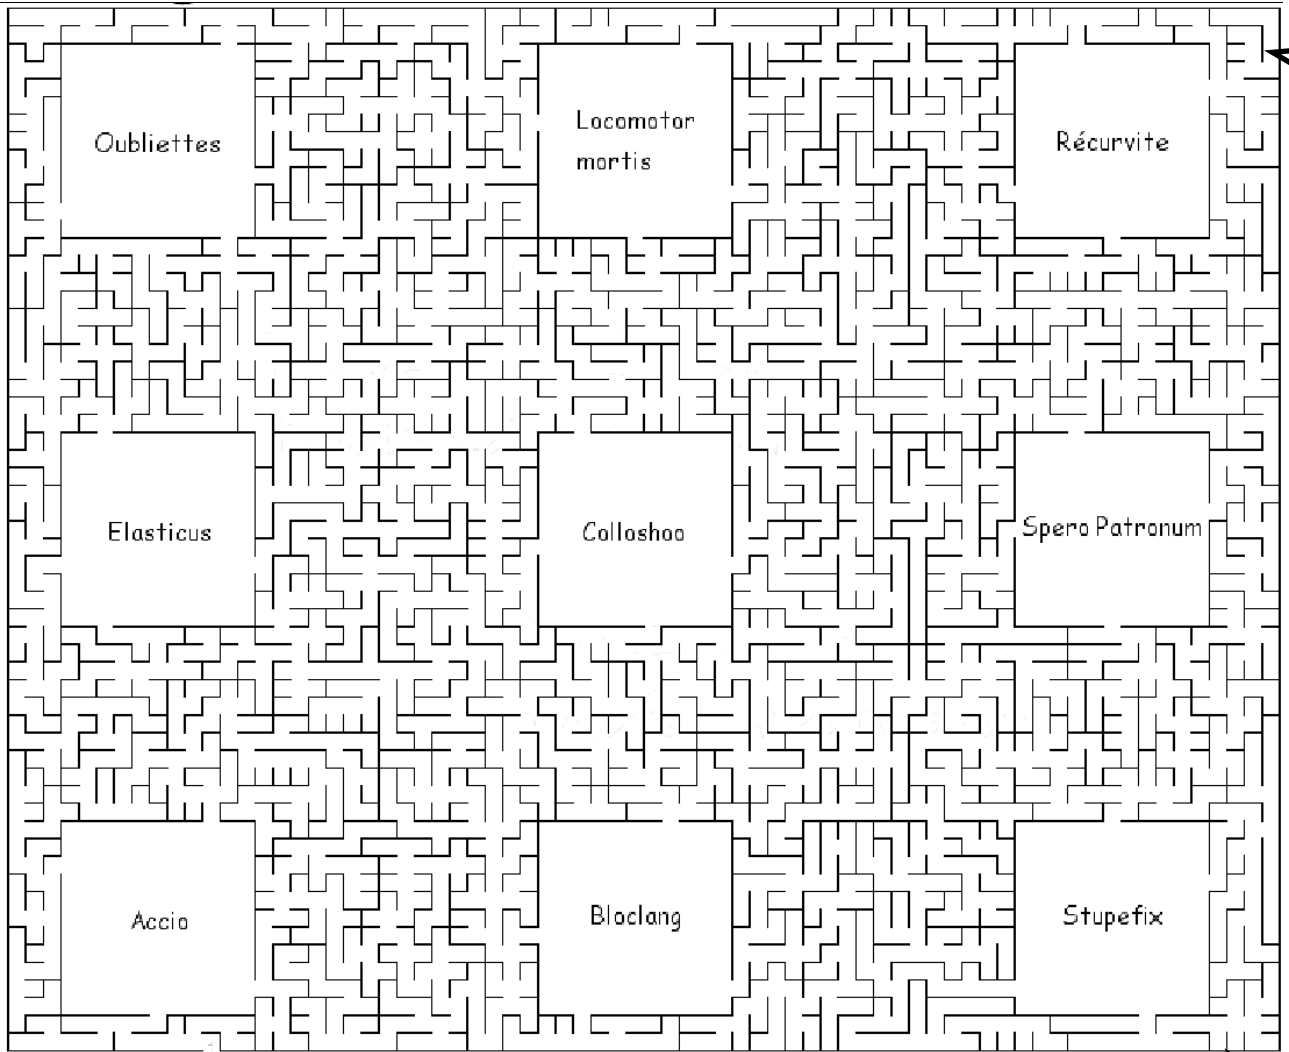 Oubliettes
Locomotor
mortis
Récurvite
Elasticus
Colloshoo
Spero Patronum
Accio
Bloclang
Stupefix